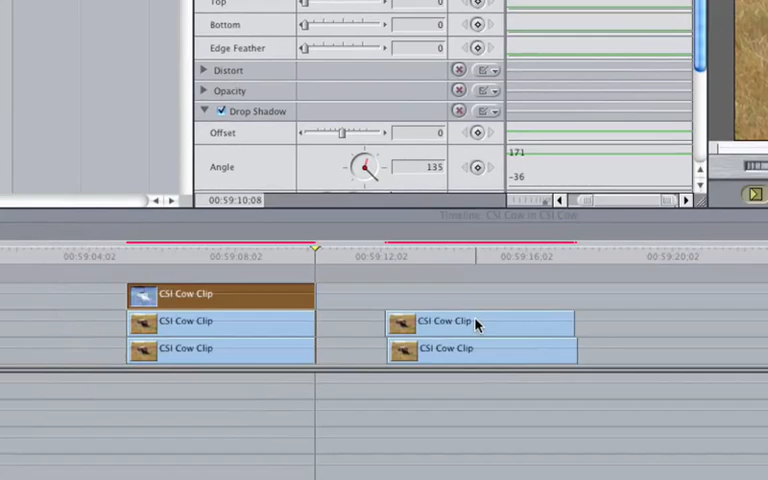 Top 0
Bottom 0
Edge Feather 0
Distort
Opacity
Drop Shadow
Offset 0
171
Angle 135
-36
00:59:10;08
Timeline: CSI Cow in CSI Cow
00:59:04;02 00:59:08;02 00:59:12;02 00:59:16;02 00:59:20;02
CSI Cow Clip
CSI Cow Clip CSI Cow Clip
CSI Cow Clip CSI Cow Clip